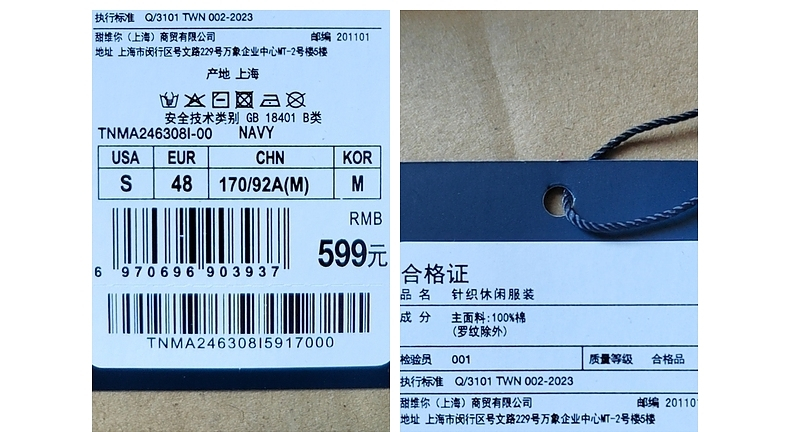 执行标准 Q/3101 TWN 002-2023
甜维你（上海）商贸有限公司 邮编 201101
地址 上海市闵行区号文路229号万象企业中心MT-2号楼5楼
产地 上海
安全技术类别 GB 18401 B类
TNMA246308I-00 NAVY
USA EUR CHN KOR
S 48 170/92A(M) M
RMB
599元
6 970696 903937
TNMA246308I5917000
合格证
品 名 针织休闲服装
成 分 主面料:100%棉
(罗纹除外)
检验员 001 质量等级 合格品
执行标准 Q/3101 TWN 002-2023
甜维你（上海）商贸有限公司 邮编 20110
地址 上海市闵行区号文路229号万象企业中心MT-2号楼5楼